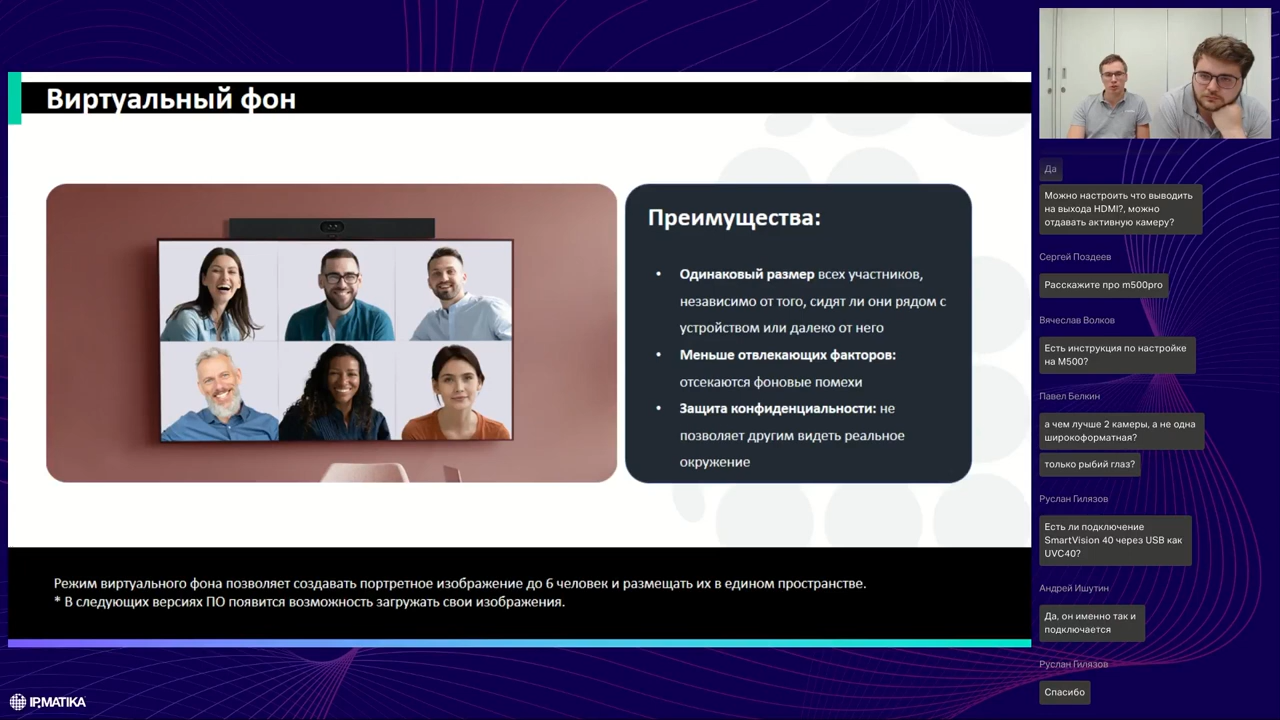 Виртуальный фон
Преимущества:
• Одинаковый размер всех участников,
независимо от того, сидят ли они рядом с
устройством или далеко от него
• Меньше отвлекающих факторов:
отсекаются фоновые помехи
• Защита конфиденциальности: не
позволяет другим видеть реальное
окружение
Режим виртуального фона позволяет создавать портретное изображение до 6 человек и размещать их в едином пространстве.
* В следующих версиях ПО появится возможность загружать свои изображения.
IPMATIKA
Да
Можно настроить что выводить
на выхода HDMI?, можно
отдавать активную камеру?
Сергей Поздеев
Расскажите про m500pro
Вячеслав Волков
Есть инструкция по настройке
на M500?
Павел Белкин
а чем лучше 2 камеры, а не одна
широкоформатная?
только рыбий глаз?
Руслан Гилязов
Есть ли подключение
SmartVision 40 через USB как
UVC40?
Андрей Ишутин
Да, он именно так и
подключается
Руслан Гилязов
Спасибо